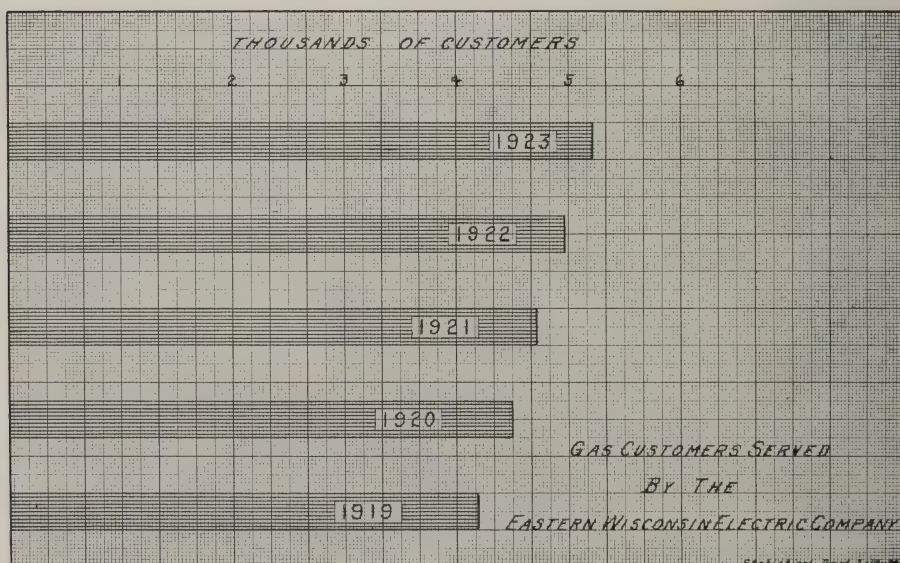 THOUSANDS OF CUSTOMERS
1 2 3 4 5 6
1923
1922
1921
1920
1919
GAS CUSTOMERS SERVED
BY THE
EASTERN WISCONSIN ELECTRIC COMPANY